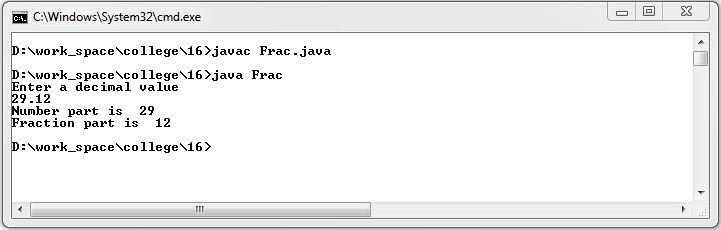 C:\Windows\System32\cmd.exe
D:\work_space\college\16>javac Frac.java
D:\work_space\college\16>java Frac
Enter a decimal value
29.12
Number part is  29
Fraction part is  12
D:\work_space\college\16>